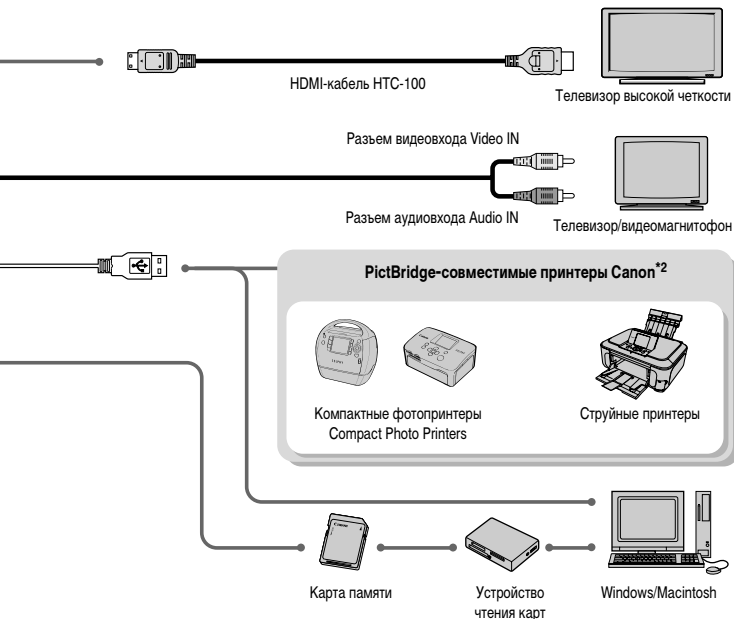 HDMI-кабель HTC-100
Телевизор высокой четкости
Разъем видеовхода Video IN
Разъем аудиовхода Audio IN
Телевизор/видеомагнитофон
PictBridge-совместимые принтеры Canon*2
Компактные фотопринтеры
Compact Photo Printers
Струйные принтеры
Canon
Карта памяти
Устройство
чтения карт
Windows/Macintosh